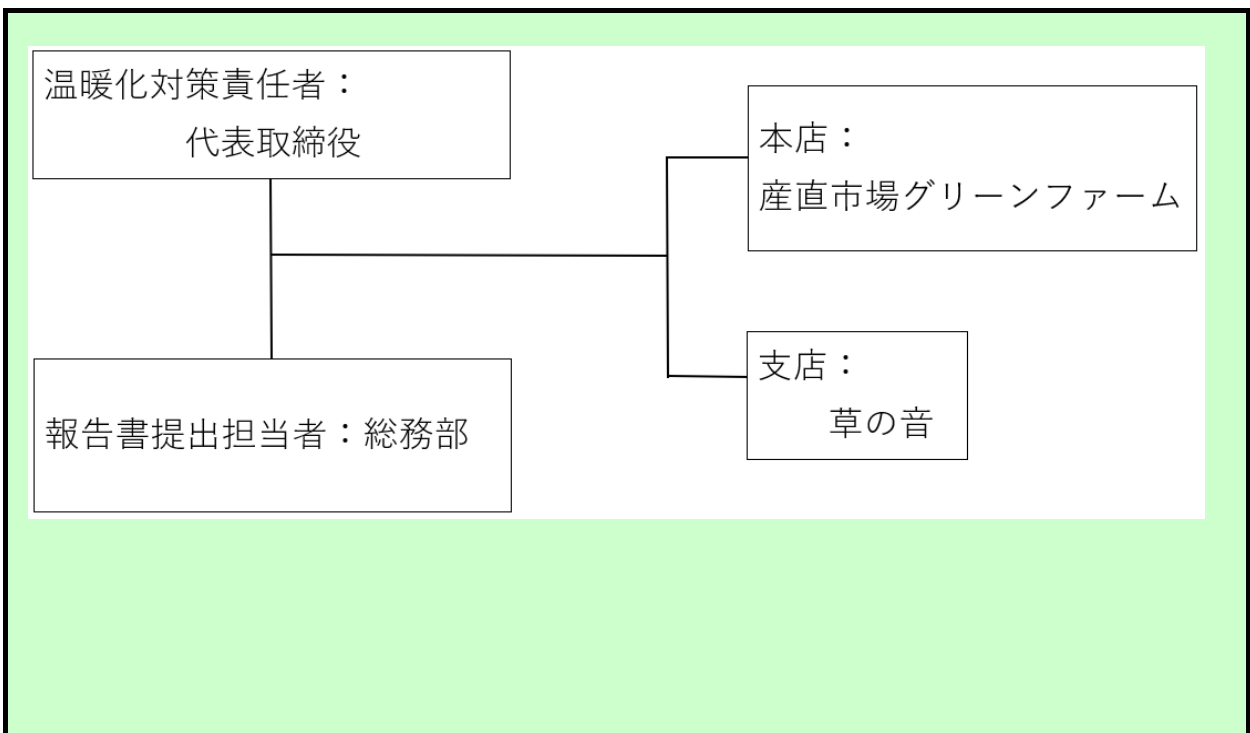 温暖化対策責任者：
代表取締役
本店：
産直市場グリーンファーム
報告書提出担当者：総務部
支店：
草の音